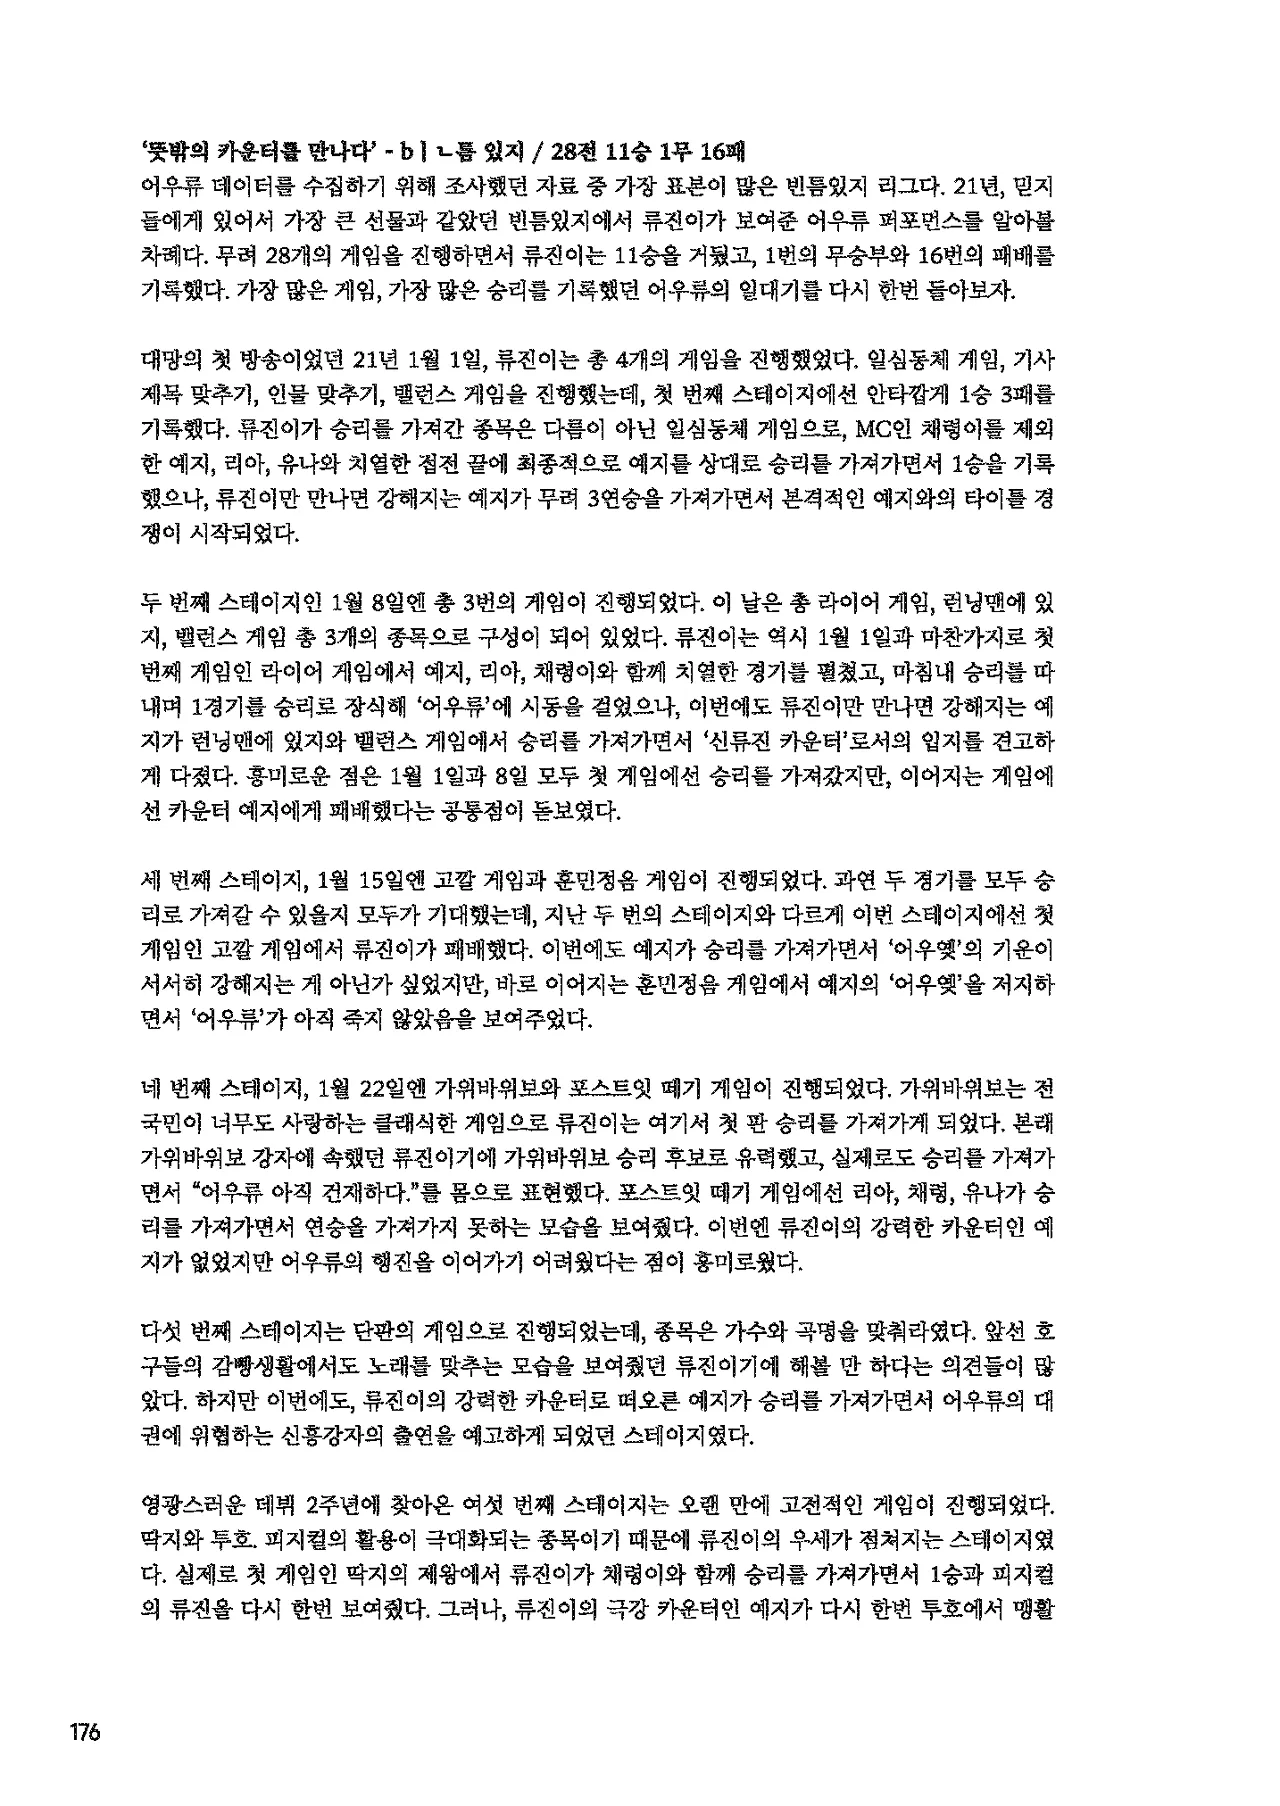 ‘뜻밖의 카운터를 만나다’ - bㅣㄴ틈 있지 / 28전 11승 1무 16패
어우류 데이터를 수집하기 위해 조사했던 자료 중 가장 표본이 많은 빈틈있지 리그다. 21년, 믿지
들에게 있어서 가장 큰 선물과 같았던 빈틈있지에서 류진이가 보여준 어우류 퍼포먼스를 알아볼
차례다. 무려 28개의 게임을 진행하면서 류진이는 11승을 거뒀고, 1번의 무승부와 16번의 패배를
기록했다. 가장 많은 게임, 가장 많은 승리를 기록했던 어우류의 일대기를 다시 한번 돌아보자.
대망의 첫 방송이었던 21년 1월 1일, 류진이는 총 4개의 게임을 진행했었다. 일심동체 게임, 기사
제목 맞추기, 인물 맞추기, 밸런스 게임을 진행했는데, 첫 번째 스테이지에선 안타깝게 1승 3패를
기록했다. 류진이가 승리를 가져간 종목은 다름이 아닌 일심동체 게임으로, MC인 채령이를 제외
한 예지, 리아, 유나와 치열한 접전 끝에 최종적으로 예지를 상대로 승리를 가져가면서 1승을 기록
했으나, 류진이만 만나면 강해지는 예지가 무려 3연승을 가져가면서 본격적인 예지와의 타이틀 경
쟁이 시작되었다.
두 번째 스테이지인 1월 8일엔 총 3번의 게임이 진행되었다. 이 날은 총 라이어 게임, 런닝맨에 있
지, 밸런스 게임 총 3개의 종목으로 구성이 되어 있었다. 류진이는 역시 1월 1일과 마찬가지로 첫
번째 게임인 라이어 게임에서 예지, 리아, 채령이와 함께 치열한 경기를 펼쳤고, 마침내 승리를 따
내며 1경기를 승리로 장식해 ‘어우류’에 시동을 걸었으나, 이번에도 류진이만 만나면 강해지는 예
지가 런닝맨에 있지와 밸런스 게임에서 승리를 가져가면서 ‘신류진 카운터’로서의 입지를 견고하
게 다졌다. 흥미로운 점은 1월 1일과 8일 모두 첫 게임에선 승리를 가져갔지만, 이어지는 게임에
선 카운터 예지에게 패배했다는 공통점이 돋보였다.
세 번째 스테이지, 1월 15일엔 고깔 게임과 훈민정음 게임이 진행되었다. 과연 두 경기를 모두 승
리로 가져갈 수 있을지 모두가 기대했는데, 지난 두 번의 스테이지와 다르게 이번 스테이지에선 첫
게임인 고깔 게임에서 류진이가 패배했다. 이번에도 예지가 승리를 가져가면서 ‘어우옞’의 기운이
서서히 강해지는 게 아닌가 싶었지만, 바로 이어지는 훈민정음 게임에서 예지의 ‘어우옞’을 저지하
면서 ‘어우류’가 아직 죽지 않았음을 보여주었다.
네 번째 스테이지, 1월 22일엔 가위바위보와 포스트잇 떼기 게임이 진행되었다. 가위바위보는 전
국민이 너무도 사랑하는 클래식한 게임으로 류진이는 여기서 첫 판 승리를 가져가게 되었다. 본래
가위바위보 강자에 속했던 류진이기에 가위바위보 승리 후보로 유력했고, 실제로도 승리를 가져가
면서 “어우류 아직 건재하다.”를 몸으로 표현했다. 포스트잇 떼기 게임에선 리아, 채령, 유나가 승
리를 가져가면서 연승을 가져가지 못하는 모습을 보여줬다. 이번엔 류진이의 강력한 카운터인 예
지가 없었지만 어우류의 행진을 이어가기 어려웠다는 점이 흥미로웠다.
다섯 번째 스테이지는 단판의 게임으로 진행되었는데, 종목은 가수와 곡명을 맞춰라였다. 앞선 호
구들의 감빵생활에서도 노래를 맞추는 모습을 보여줬던 류진이기에 해볼 만 하다는 의견들이 많
았다. 하지만 이번에도, 류진이의 강력한 카운터로 떠오른 예지가 승리를 가져가면서 어우류의 대
권에 위협하는 신흥강자의 출연을 예고하게 되었던 스테이지였다.
영광스러운 데뷔 2주년에 찾아온 여섯 번째 스테이지는 오랜 만에 고전적인 게임이 진행되었다.
딱지와 투호. 피지컬의 활용이 극대화되는 종목이기 때문에 류진이의 우세가 점쳐지는 스테이지였
다. 실제로 첫 게임인 딱지의 제왕에서 류진이가 채령이와 함께 승리를 가져가면서 1승과 피지컬
의 류진을 다시 한번 보여줬다. 그러나, 류진이의 극강 카운터인 예지가 다시 한번 투호에서 맹활
176